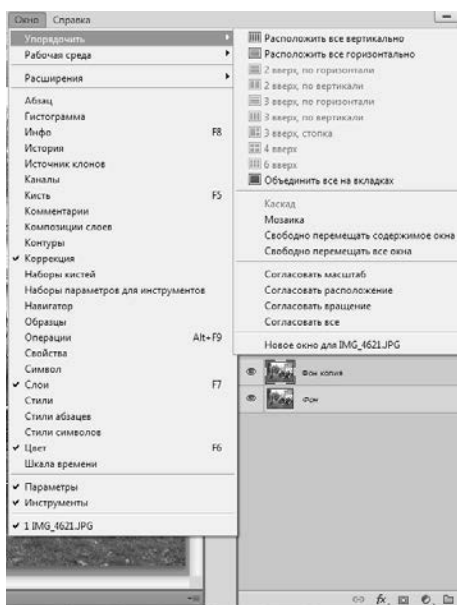 Окно Справка
Упорядочить
Рабочая среда
Расширения
Абзац
Гистограмма
Инфо F8
История
Источник клонов
Каналы
Кисть F5
Комментарии
Композиции слоев
Контуры
Коррекция
Наборы кистей
Наборы параметров для инструментов
Навигатор
Образцы
Операции Alt+F9
Свойства
Символ
Слои F7
Стили
Стили абзацев
Стили символов
Цвет F6
Шкала времени
Параметры
Инструменты
1 IMG_4621.JPG
Расположить все вертикально
Расположить все горизонтально
2 вверх, по горизонтали
2 вверх, по вертикали
3 вверх, по горизонтали
3 вверх, по вертикали
3 вверх, стопка
4 вверх
6 вверх
Объединить все на вкладках
Каскад
Мозаика
Свободно перемещать содержимое окна
Свободно перемещать все окна
Согласовать масштаб
Согласовать расположение
Согласовать вращение
Согласовать все
Новое окно для IMG_4621.JPG
Фон копия
Фон
fx